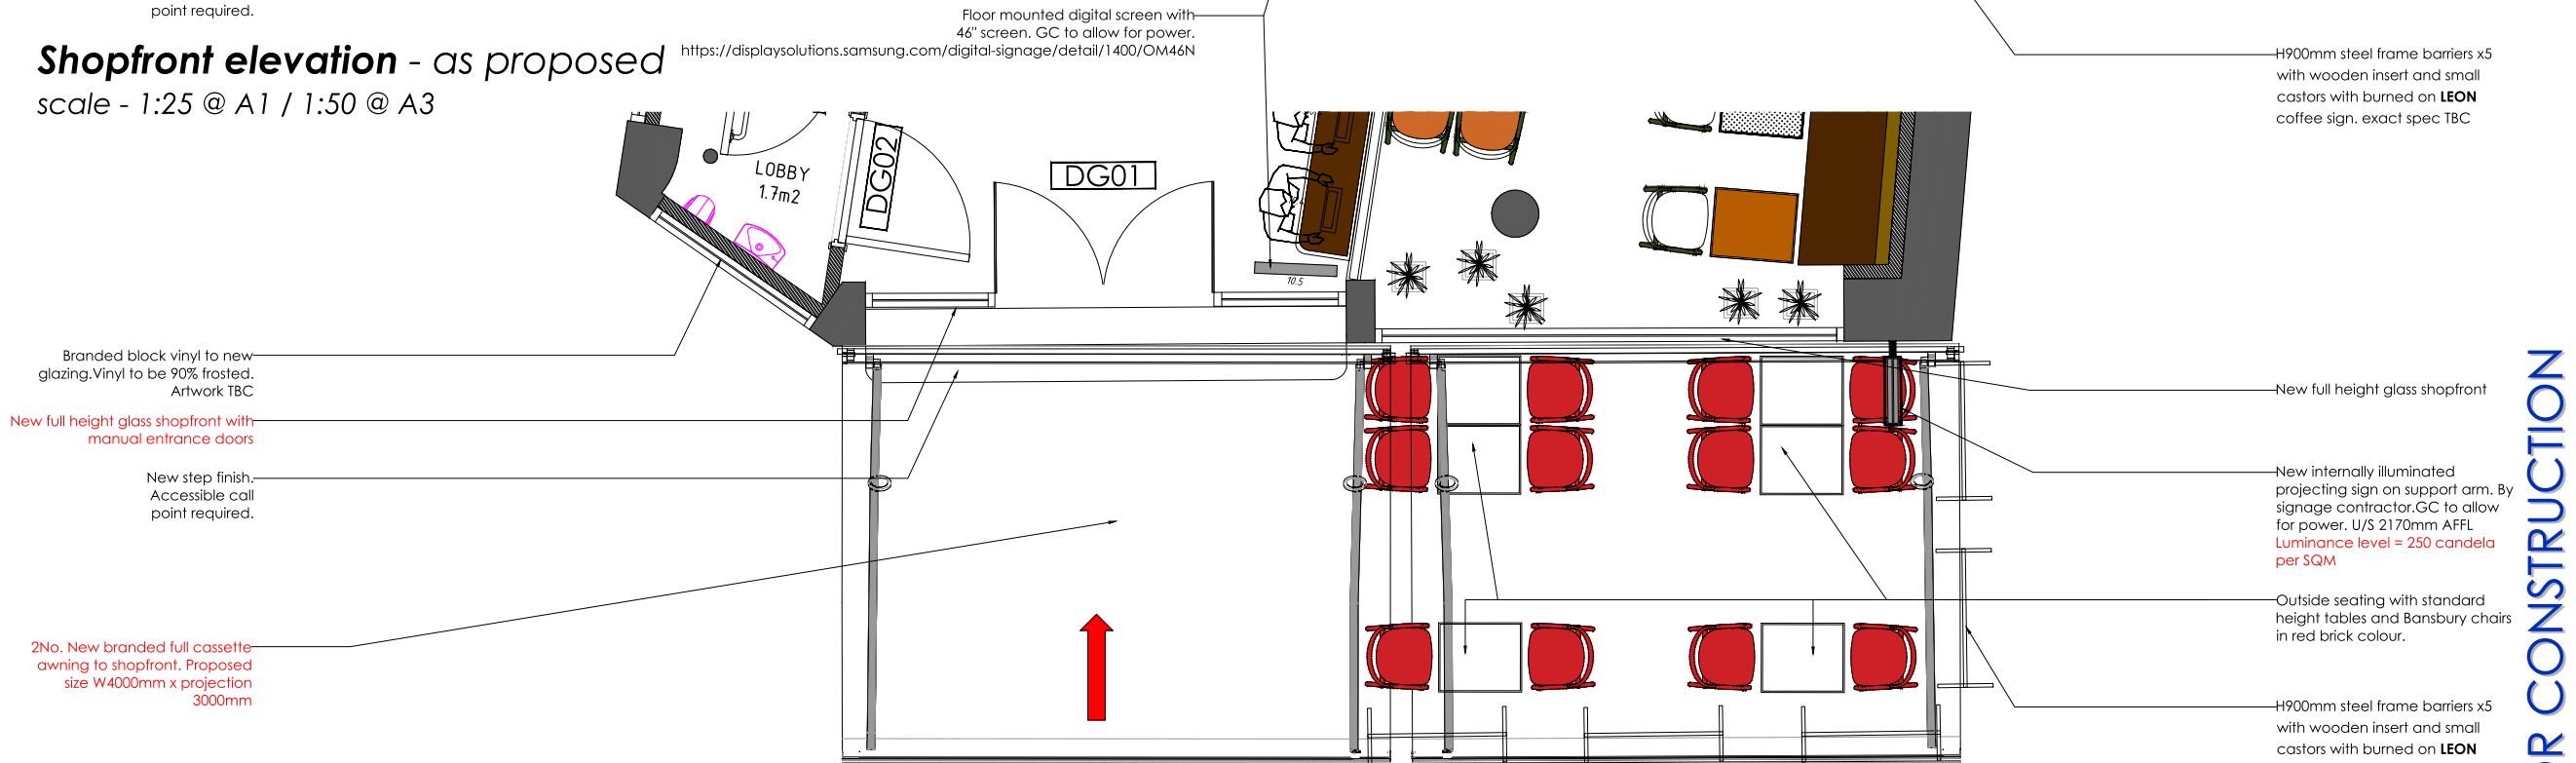 point required.
Shopfront elevation - as proposed
scale - 1:25 @ A1 / 1:50 @ A3
Floor mounted digital screen with
46" screen. GC to allow for power.
https://displaysolutions.samsung.com/digital-signage/detail/1400/OM46N
H900mm steel frame barriers x5
with wooden insert and small
castors with burned on LEON
coffee sign. exact spec TBC
LOBBY
1.7m2
DG02
DG01
10.5
Branded block vinyl to new
glazing.Vinyl to be 90% frosted.
Artwork TBC
New full height glass shopfront with
manual entrance doors
New step finish.
Accessible call
point required.
2No. New branded full cassette
awning to shopfront. Proposed
size W4000mm x projection
3000mm
New full height glass shopfront
New internally illuminated
projecting sign on support arm. By
signage contractor.GC to allow
for power. U/S 2170mm AFFL
Luminance level = 250 candela
per SQM
Outside seating with standard
height tables and Bansbury chairs
in red brick colour.
H900mm steel frame barriers x5
with wooden insert and small
castors with burned on LEON
R CONSTRUCTION